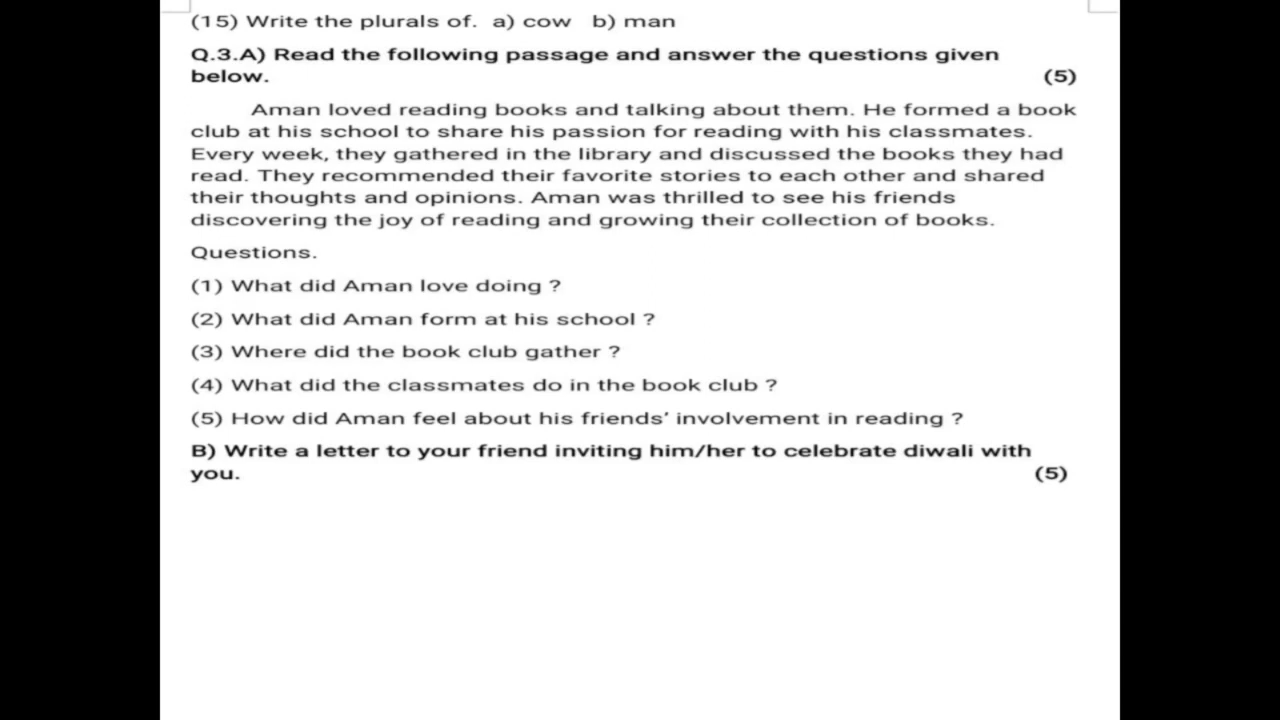 (15) Write the plurals of.  a) cow   b) man
Q.3.A) Read the following passage and answer the questions given
below. (5)
Aman loved reading books and talking about them. He formed a book
club at his school to share his passion for reading with his classmates.
Every week, they gathered in the library and discussed the books they had
read. They recommended their favorite stories to each other and shared
their thoughts and opinions. Aman was thrilled to see his friends
discovering the joy of reading and growing their collection of books.
Questions.
(1) What did Aman love doing ?
(2) What did Aman form at his school ?
(3) Where did the book club gather ?
(4) What did the classmates do in the book club ?
(5) How did Aman feel about his friends’ involvement in reading ?
B) Write a letter to your friend inviting him/her to celebrate diwali with
you. (5)